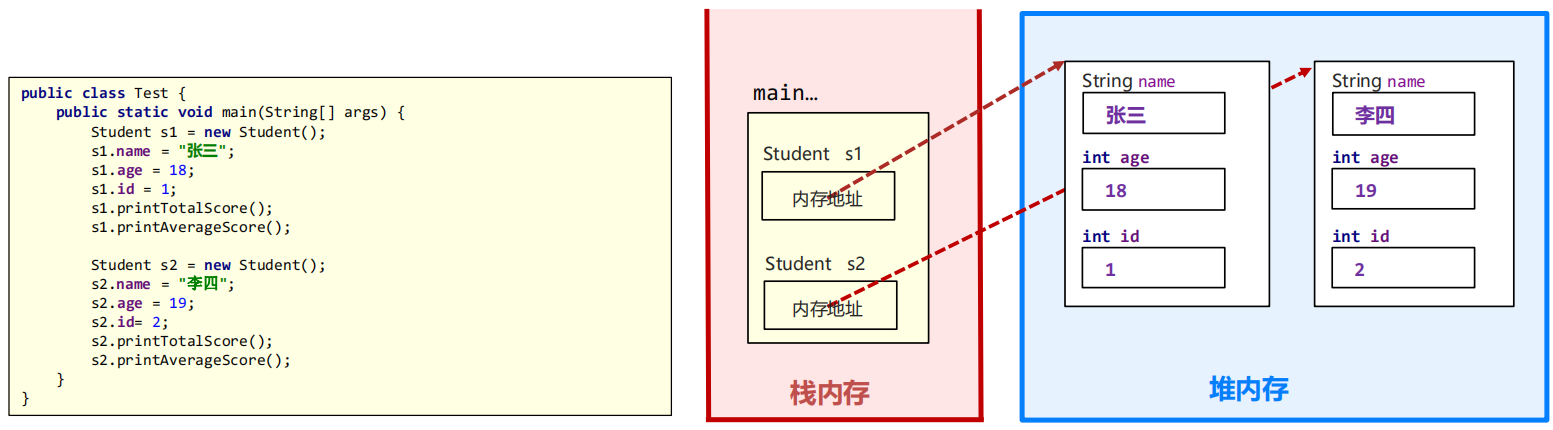 public class Test {
public static void main(String[] args) {
Student s1 = new Student();
s1.name = "张三";
s1.age = 18;
s1.id = 1;
s1.printTotalScore();
s1.printAverageScore();
Student s2 = new Student();
s2.name = "李四";
s2.age = 19;
s2.id= 2;
s2.printTotalScore();
s2.printAverageScore();
}
}
main…
Student s1
内存地址
Student s2
内存地址
栈内存
String name
张三
int age
18
int id
1
String name
李四
int age
19
int id
2
堆内存